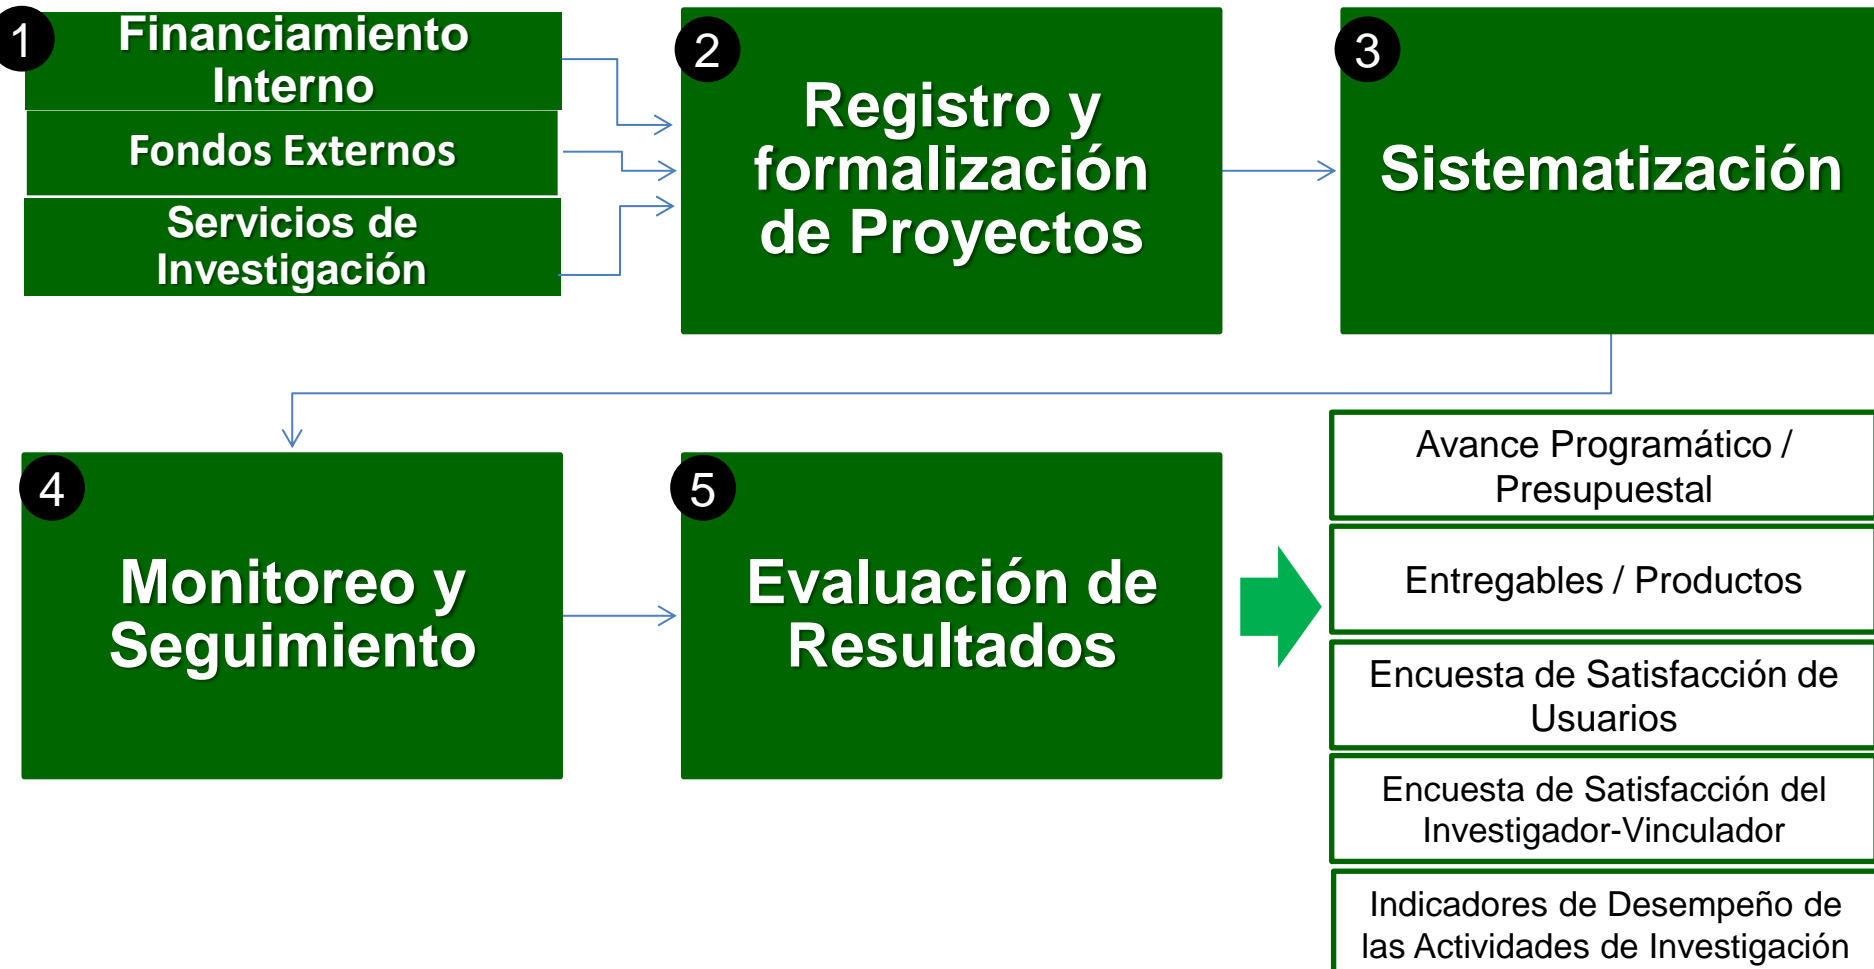 1
Financiamiento
Interno
Fondos Externos
Servicios de
Investigación
2
Registro y
formalización
de Proyectos
3
Sistematización
4
Monitoreo y
Seguimiento
5
Evaluación de
Resultados
Avance Programático /
Presupuestal
Entregables / Productos
Encuesta de Satisfacción de
Usuarios
Encuesta de Satisfacción del
Investigador-Vinculador
Indicadores de Desempeño de
las Actividades de Investigación